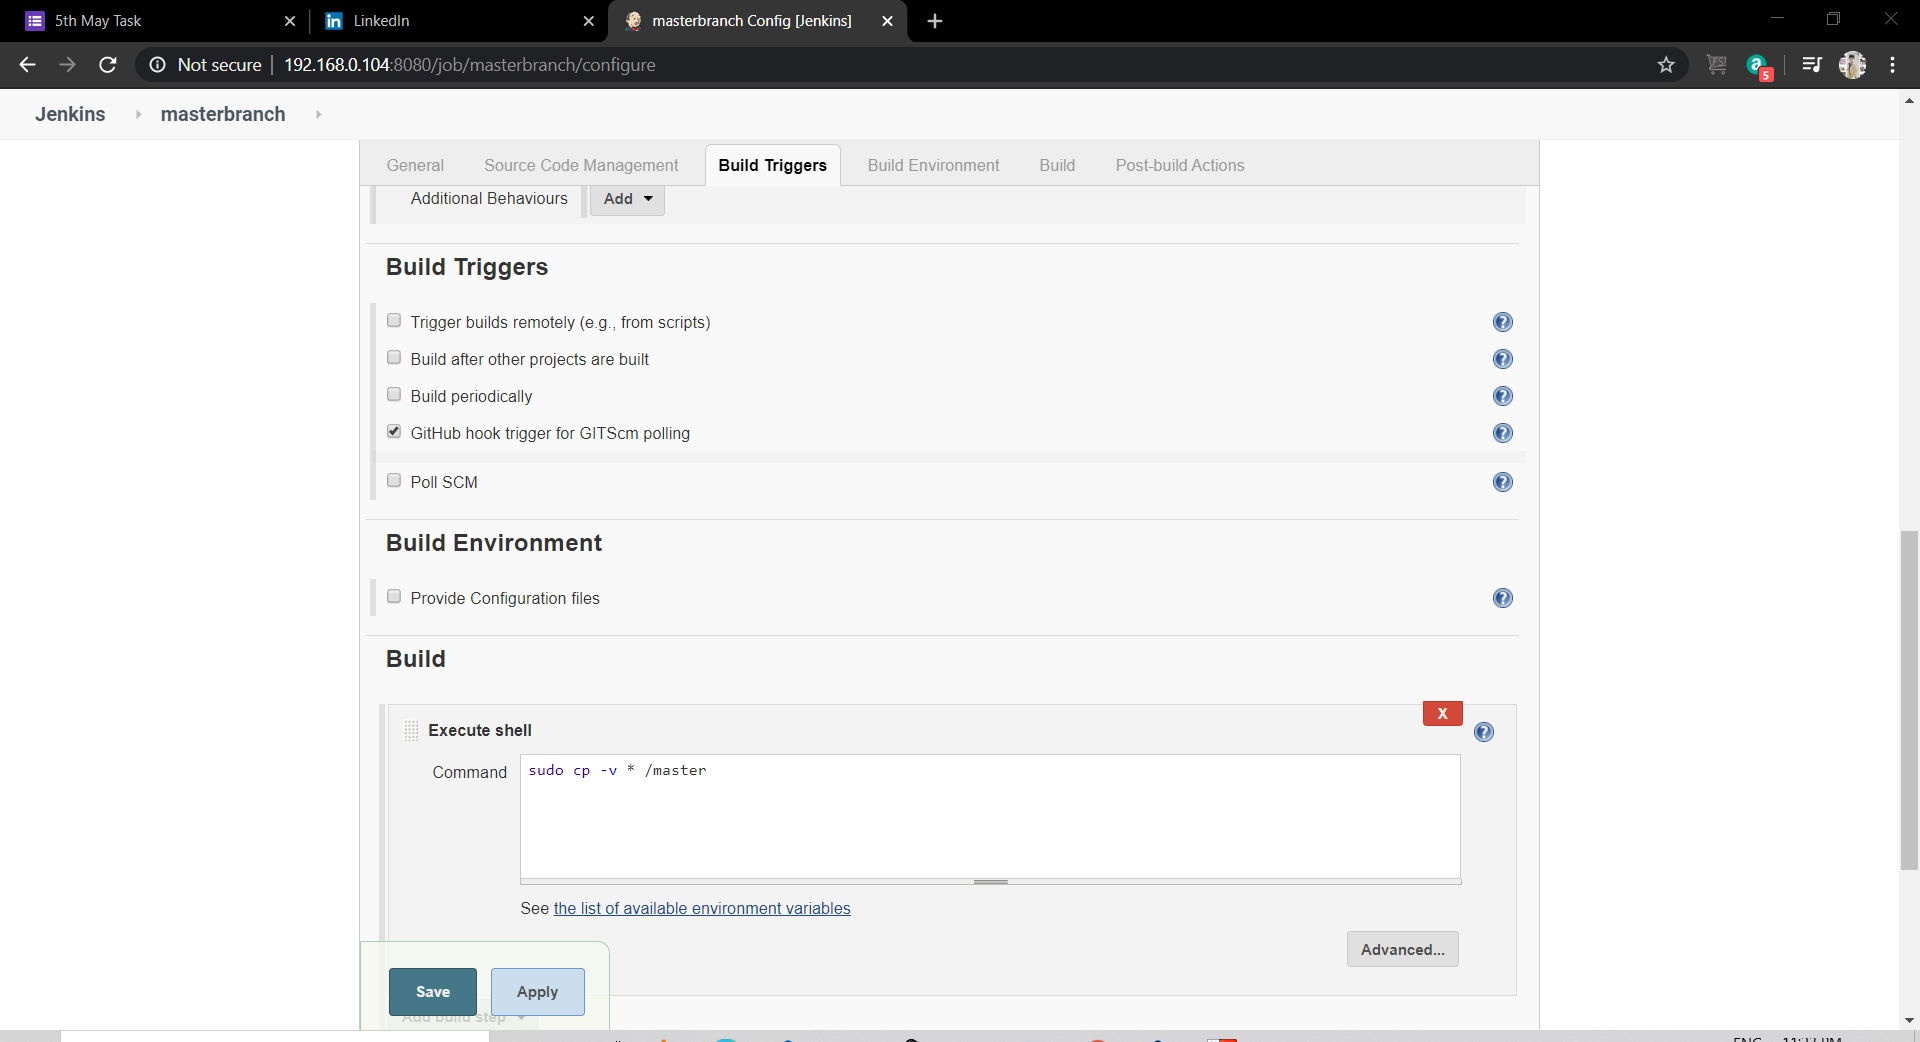 5th May Task
LinkedIn
masterbranch Config [Jenkins]
Not secure 192.168.0.104:8080/job/masterbranch/configure
5
Jenkins masterbranch
General Source Code Management Build Triggers Build Environment Build Post-build Actions
Additional Behaviours Add
Build Triggers
Trigger builds remotely (e.g., from scripts)
Build after other projects are built
Build periodically
GitHub hook trigger for GITScm polling
Poll SCM
Build Environment
Provide Configuration files
Build
X
Execute shell
Command sudo cp -v * /master
See the list of available environment variables
Advanced...
Save Apply
Add build step